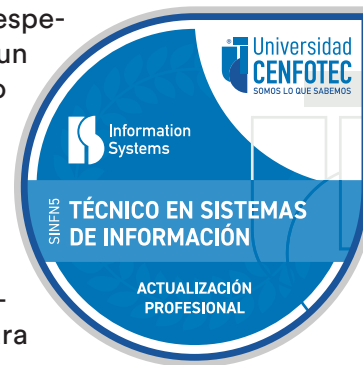 espe-
un
Universidad
CENFOTEC
SOMOS LO QUE SABEMOS
Information
Systems
SINFN5
TÉCNICO EN SISTEMAS
DE INFORMACIÓN
ACTUALIZACIÓN
PROFESIONAL
-
ra